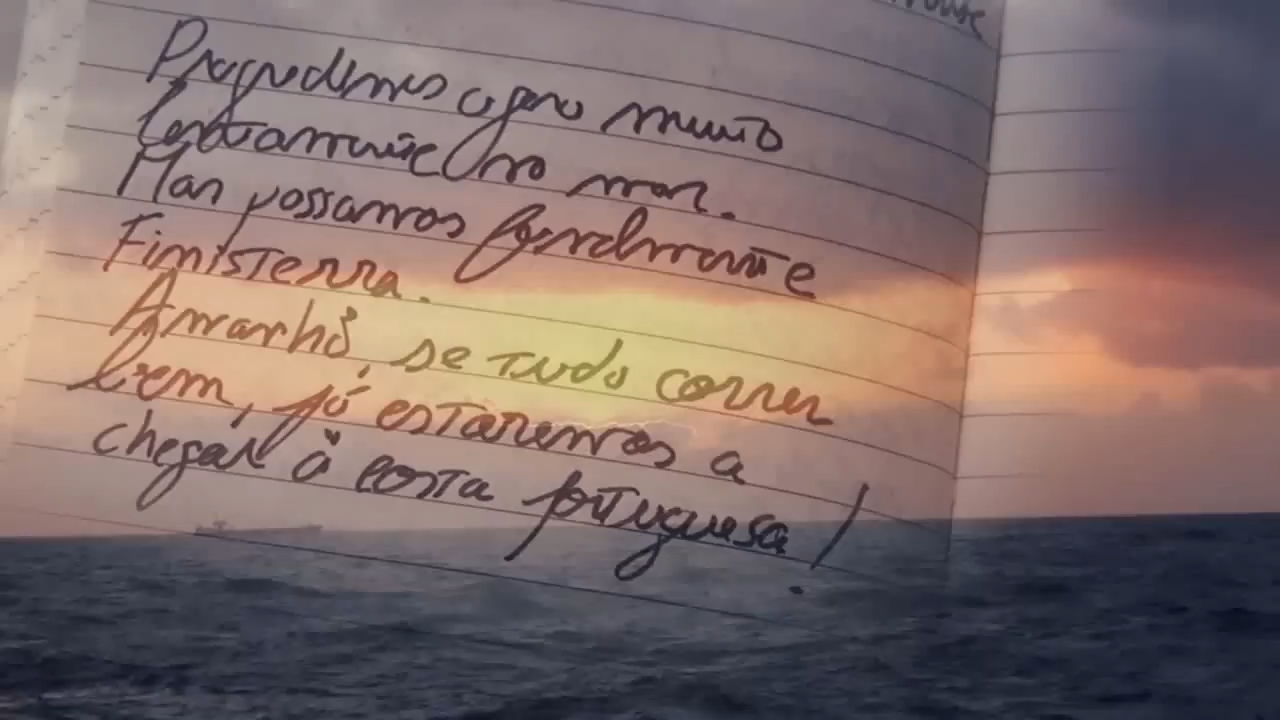 Progredimos agora muito
lentamente no mar.
Mas passamos finalmente
Finisterra.
Amanhã, se tudo correr
bem, já estaremos a
chegar à costa portuguesa!